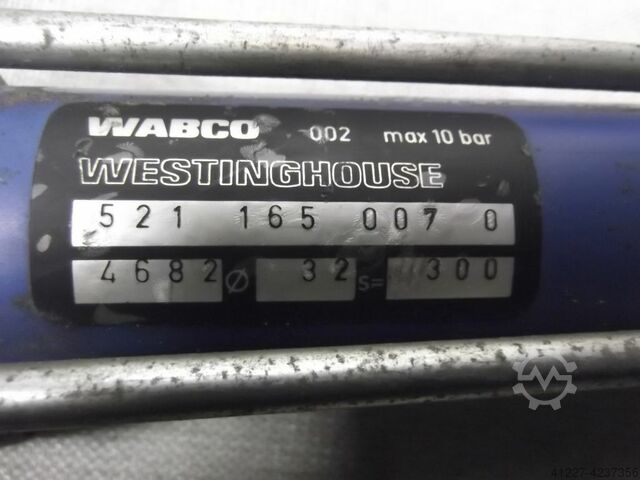 WABCO 002 max 10 bar
WESTINGHOUSE
521 165 007 0
4682 Ø 32 S= 300
41227-4237356